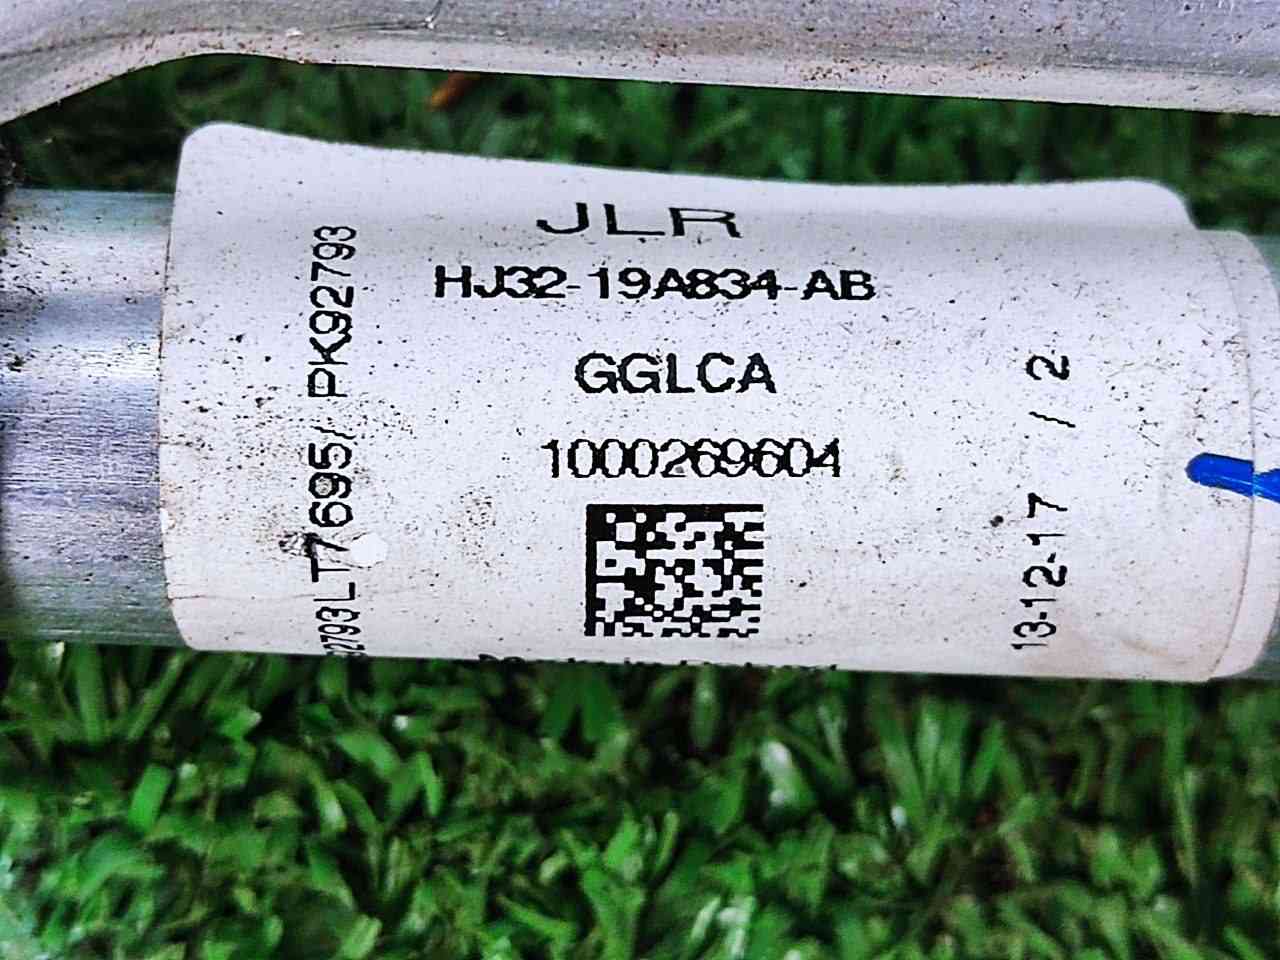 JLR
HJ32-19A834-AB
GGLCA
1000269604
LT7695/ PK92793
13-12-17 / 2